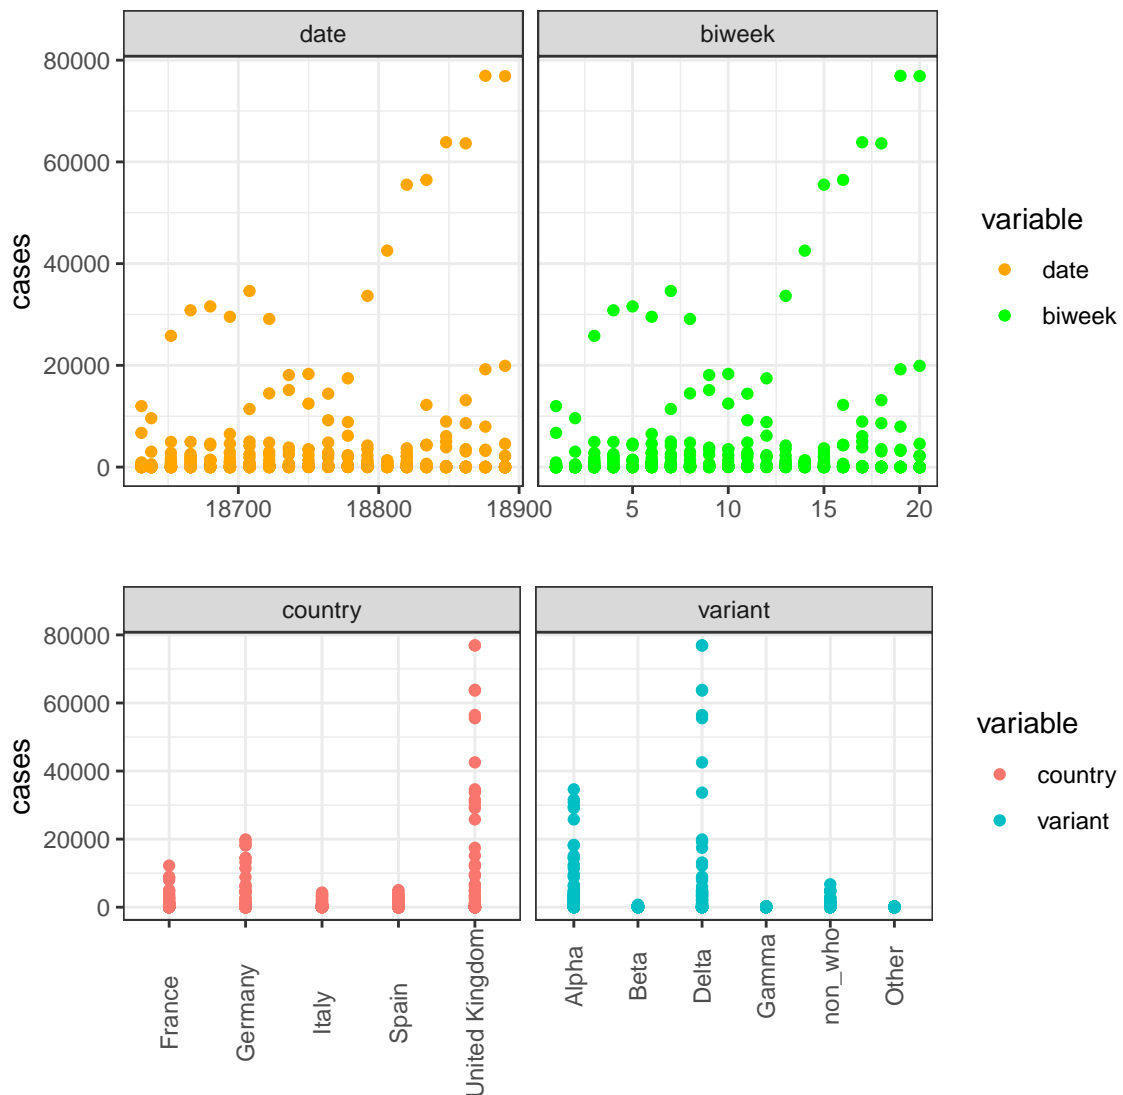 date biweek
80000
60000
40000
20000
0
cases
18700 18800 18900 5 10 15 20
variable
date
biweek
country variant
80000
60000
40000
20000
0
cases
France Germany Italy Spain United Kingdom Alpha Beta Delta Gamma non_who Other
variable
country
variant